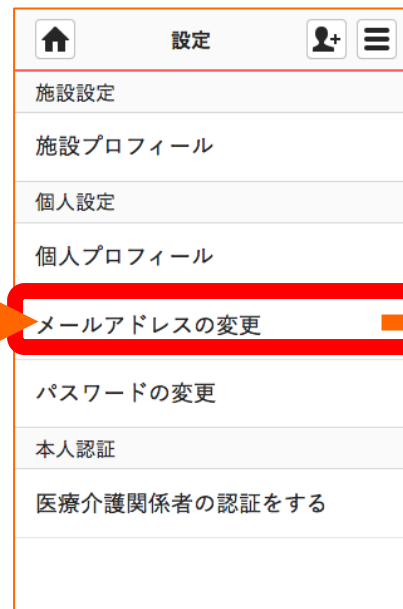 設定
施設設定
施設プロフィール
個人設定
個人プロフィール
メールアドレスの変更
パスワードの変更
本人認証
医療介護関係者の認証をする